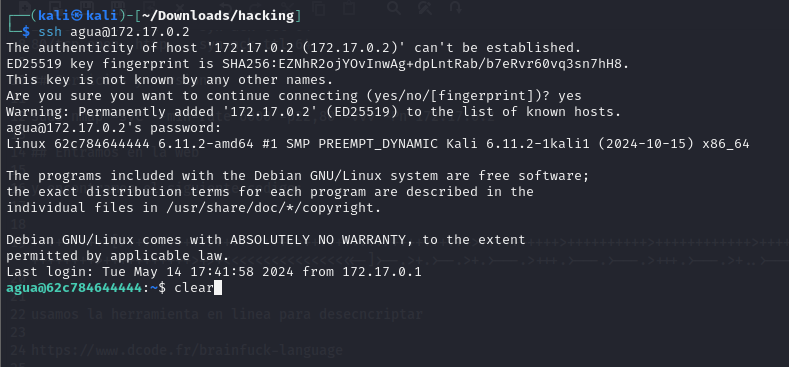 ┌──(kali㉿kali)-[~/Downloads/hacking]
└─$ ssh agua@172.17.0.2
The authenticity of host '172.17.0.2 (172.17.0.2)' can't be established.
ED25519 key fingerprint is SHA256:EZNhR2ojYOvInwAg+dpLntRab/b7eRvr60vq3sn7hH8.
This key is not known by any other names.
Are you sure you want to continue connecting (yes/no/[fingerprint])? yes
Warning: Permanently added '172.17.0.2' (ED25519) to the list of known hosts.
agua@172.17.0.2's password:
Linux 62c784644444 6.11.2-amd64 #1 SMP PREEMPT_DYNAMIC Kali 6.11.2-1kali1 (2024-10-15) x86_64
## Entramos en la web
The programs included with the Debian GNU/Linux system are free software;
the exact distribution terms for each program are described in the
individual files in /usr/share/doc/*/copyright.
Debian GNU/Linux comes with ABSOLUTELY NO WARRANTY, to the extent
permitted by applicable law.
Last login: Tue May 14 17:41:58 2024 from 172.17.0.1
agua@62c784644444:~$ clear
22 usamos la herramienta en linea para desencriptar
23
24 https://www.dcode.fr/brainfuck-language